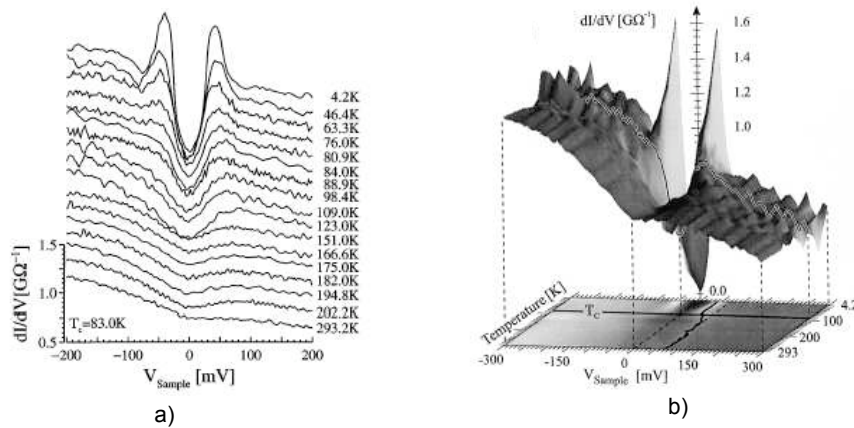 4.2K
46.4K
63.3K
76.0K
80.9K
84.0K
88.9K
98.4K
109.0K
123.0K
151.0K
166.6K
175.0K
182.0K
194.8K
202.2K
293.2K
1.5
1.0
0.5
dI/dV [GΩ⁻¹]
T_c=83.0K
-200 -100 0 100 200
V_Sample [mV]
a)
dI/dV [GΩ⁻¹]
1.6
1.4
1.2
1.0
0.0
Temperature [K]
T_C
4.2
100
-200
293
-300 -150 0 150 300
V_Sample [mV]
b)